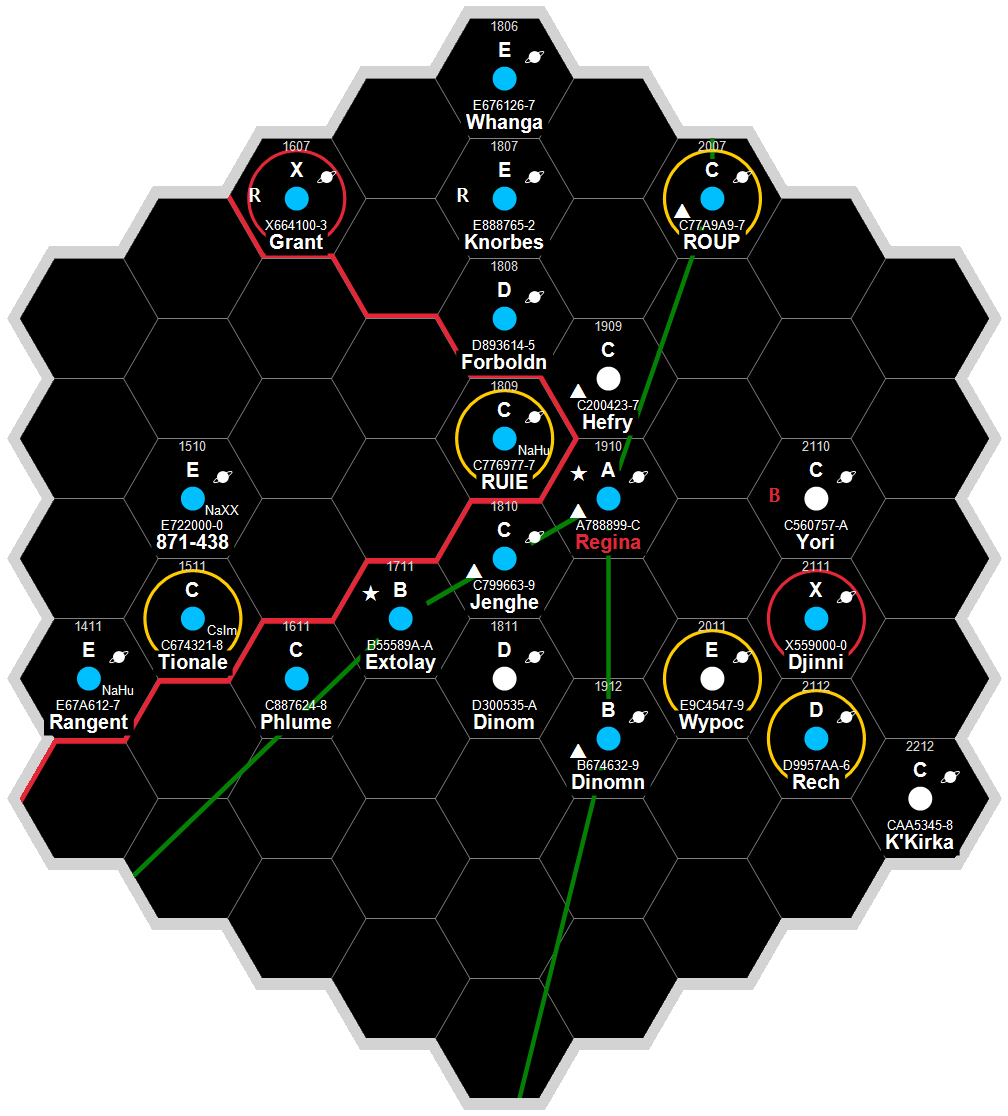 1806
E
E676126-7
Whanga
1607
X
R
X664100-3
Grant
1807
E
R
E888765-2
Knorbes
2007
C
C77A9A9-7
ROUP
1808
D
D893614-5
Forboldn
1909
C
C200423-7
Hefry
1809
C
NaHu
C776977-7
RUIE
1510
E
NaXX
E722000-0
871-438
1910
A
A788899-C
Regina
2110
C
B
C560757-A
Yori
1810
C
C799663-9
Jenghe
1511
C
CsIm
C674321-8
Tionale
1711
B
B55589A-A
Extolay
2111
X
X559000-0
Djinni
1411
E
NaHu
E67A612-7
Rangent
1611
C
C887624-8
Phlume
1811
D
D300535-A
Dinom
2011
E
E9C4547-9
Wypoc
1912
B
B674632-9
Dinomn
2112
D
D9957AA-6
Rech
2212
C
CAA5345-8
K'Kirka